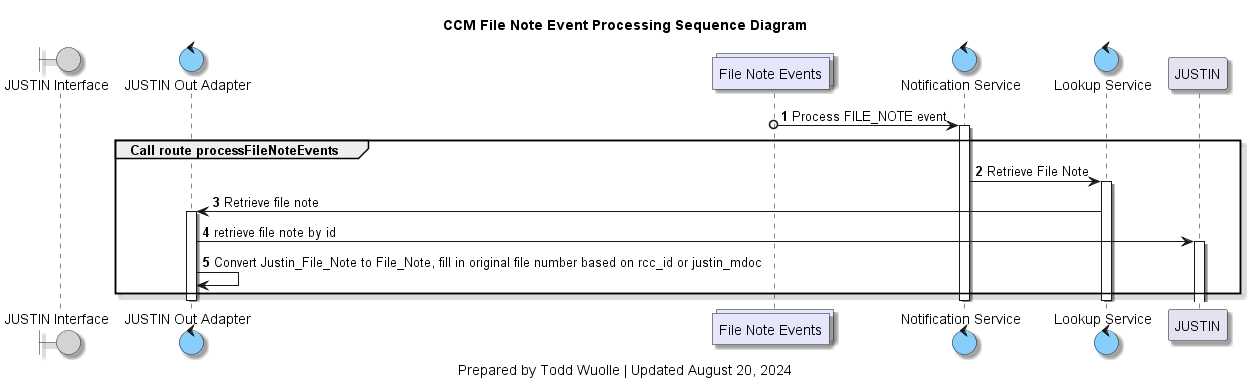 CCM File Note Event Processing Sequence Diagram
JUSTIN Interface
JUSTIN Out Adapter
File Note Events
Notification Service
Lookup Service
JUSTIN
1 Process FILE_NOTE event
Call route processFileNoteEvents
2 Retrieve File Note
3 Retrieve file note
4 retrieve file note by id
5 Convert Justin_File_Note to File_Note, fill in original file number based on rcc_id or justin_mdoc
JUSTIN Interface
JUSTIN Out Adapter
File Note Events
Notification Service
Lookup Service
JUSTIN
Prepared by Todd Wuolle | Updated August 20, 2024